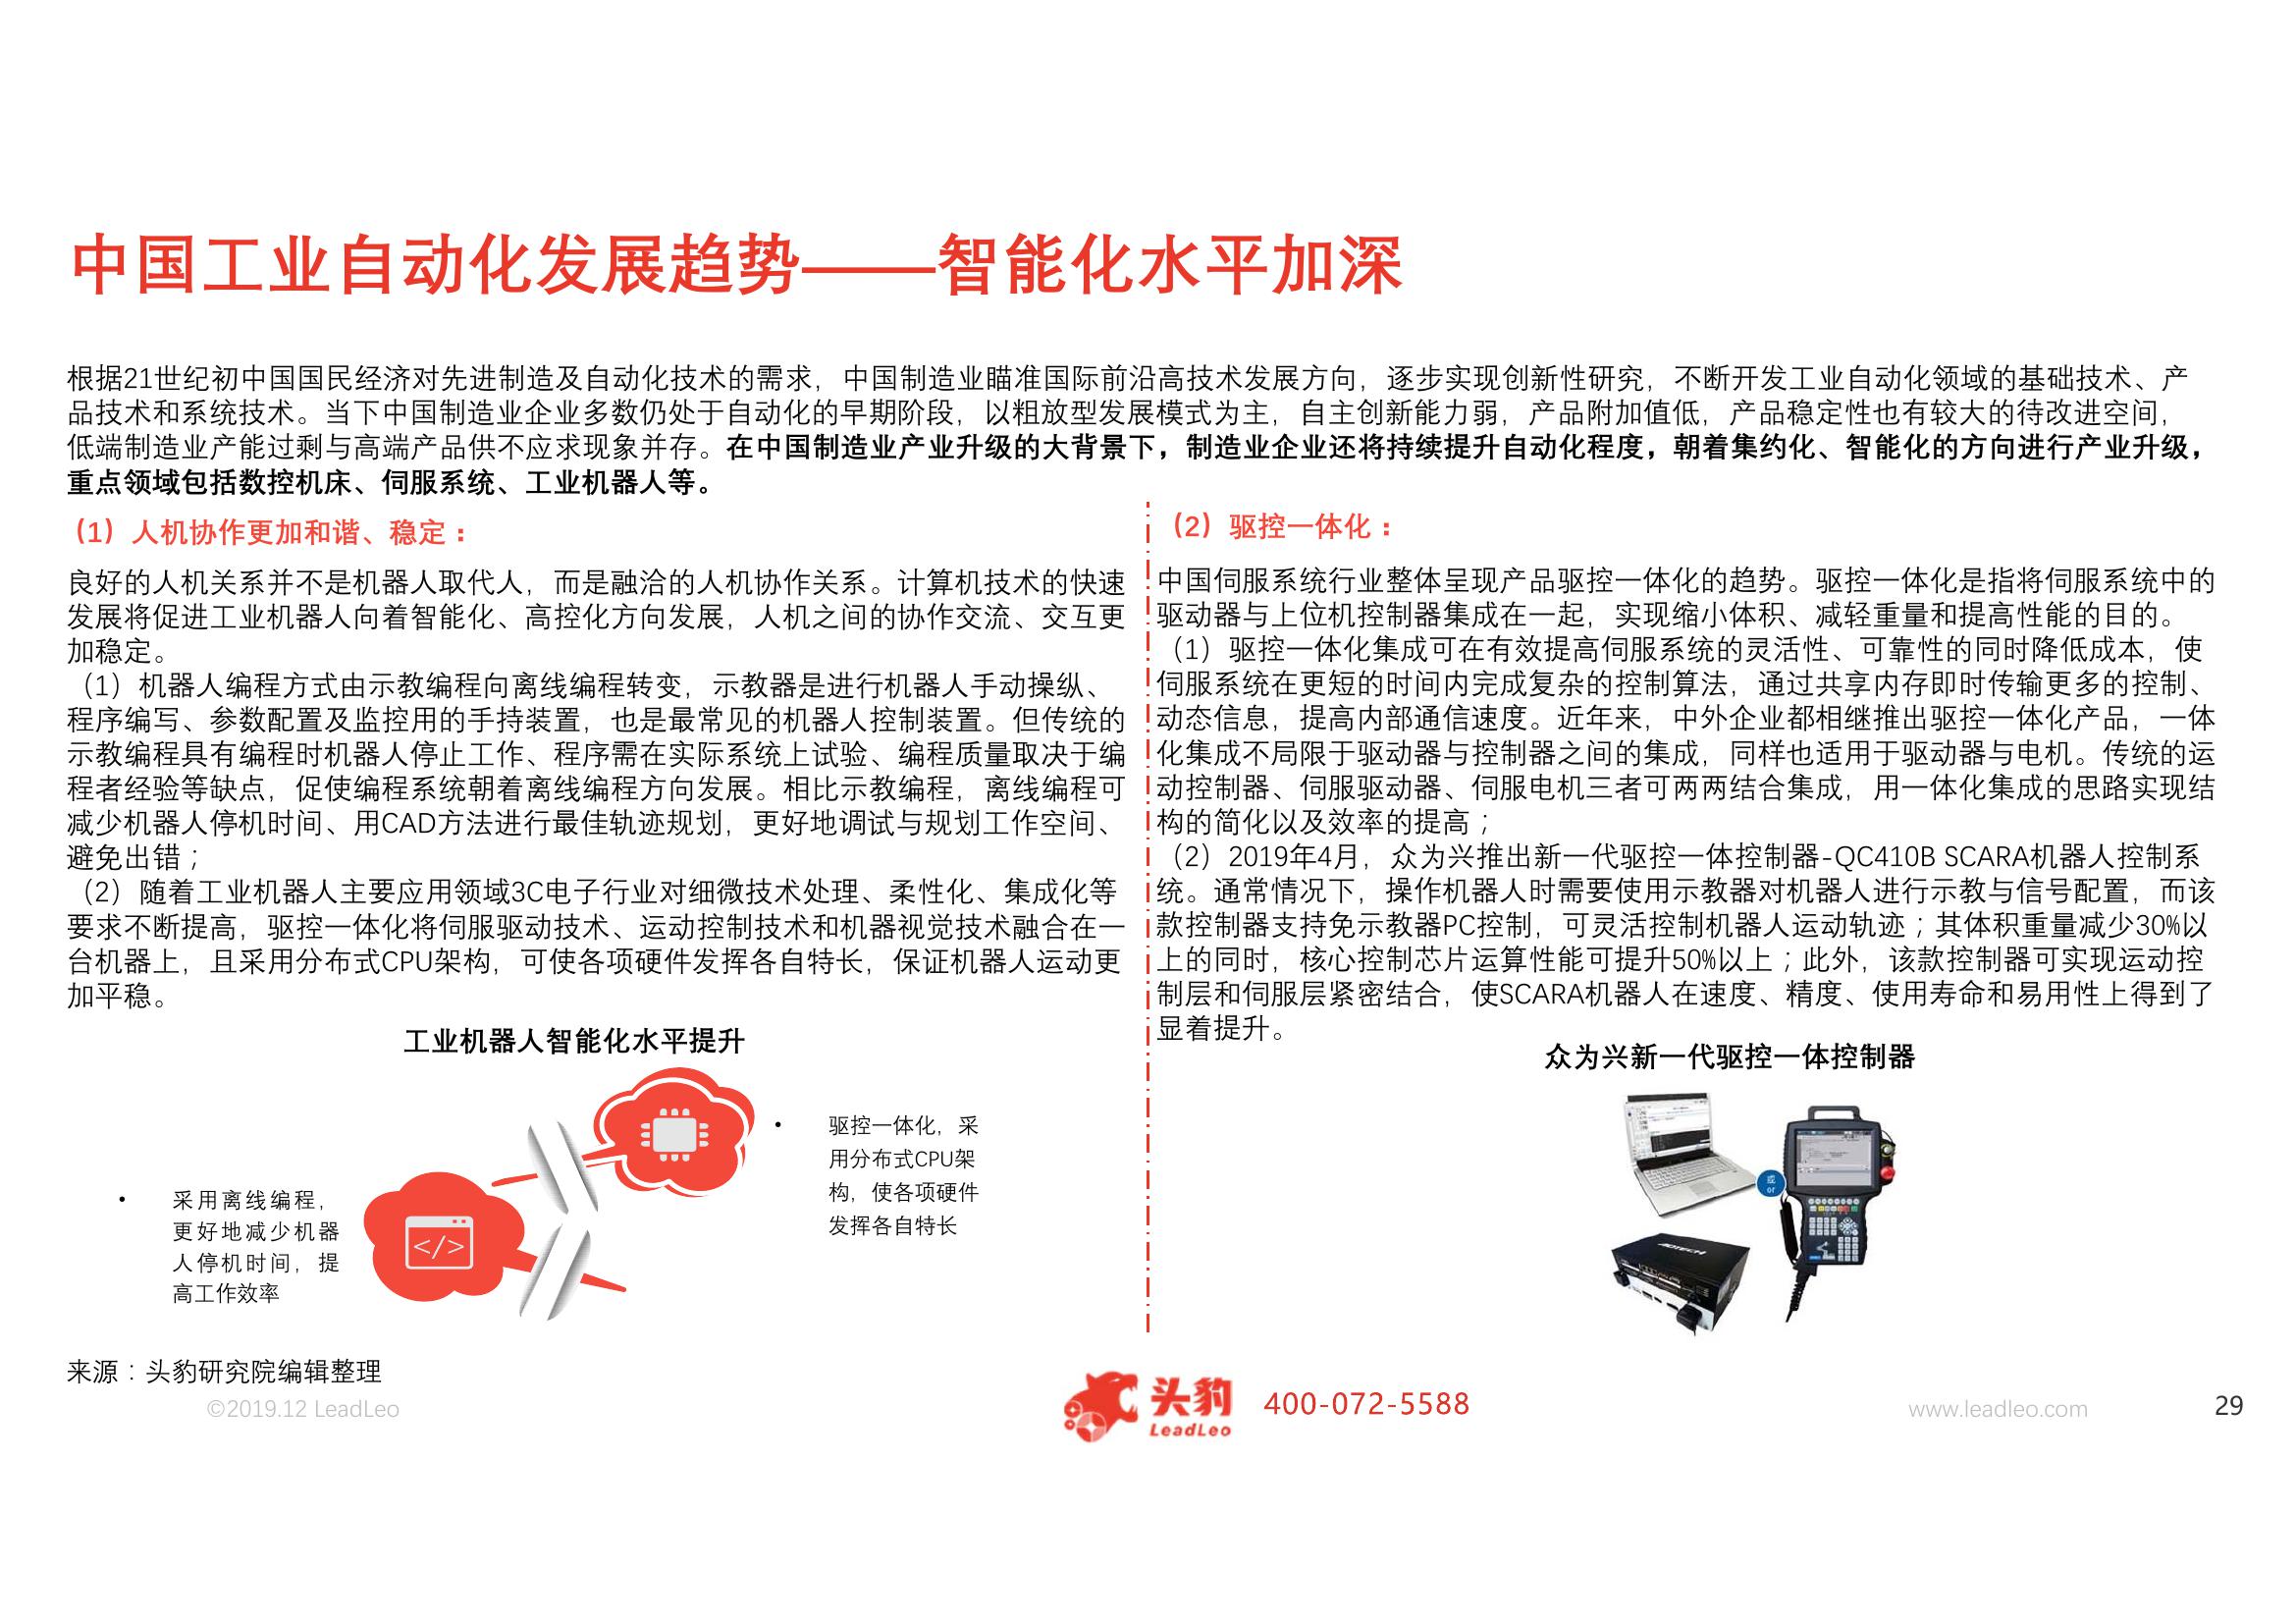 中国工业自动化发展趋势——智能化水平加深
根据21世纪初中国国民经济对先进制造及自动化技术的需求，中国制造业瞄准国际前沿高技术发展方向，逐步实现创新性研究，不断开发工业自动化领域的基础技术、产
品技术和系统技术。当下中国制造业企业多数仍处于自动化的早期阶段，以粗放型发展模式为主，自主创新能力弱，产品附加值低，产品稳定性也有较大的待改进空间，
低端制造业产能过剩与高端产品供不应求现象并存。在中国制造业产业升级的大背景下，制造业企业还将持续提升自动化程度，朝着集约化、智能化的方向进行产业升级，
重点领域包括数控机床、伺服系统、工业机器人等。
（1）人机协作更加和谐、稳定：
良好的人机关系并不是机器人取代人，而是融洽的人机协作关系。计算机技术的快速
发展将促进工业机器人向着智能化、高控化方向发展，人机之间的协作交流、交互更
加稳定。
（1）机器人编程方式由示教编程向离线编程转变，示教器是进行机器人手动操纵、
程序编写、参数配置及监控用的手持装置，也是最常见的机器人控制装置。但传统的
示教编程具有编程时机器人停止工作、程序需在实际系统上试验、编程质量取决于编
程者经验等缺点，促使编程系统朝着离线编程方向发展。相比示教编程，离线编程可
减少机器人停机时间、用CAD方法进行最佳轨迹规划，更好地调试与规划工作空间、
避免出错；
（2）随着工业机器人主要应用领域3C电子行业对细微技术处理、柔性化、集成化等
要求不断提高，驱控一体化将伺服驱动技术、运动控制技术和机器视觉技术融合在一
台机器上，且采用分布式CPU架构，可使各项硬件发挥各自特长，保证机器人运动更
加平稳。
工业机器人智能化水平提升
• 采用离线编程，
更好地减少机器
人停机时间，提
高工作效率
</>
• 驱控一体化，采
用分布式CPU架
构，使各项硬件
发挥各自特长
（2）驱控一体化：
中国伺服系统行业整体呈现产品驱控一体化的趋势。驱控一体化是指将伺服系统中的
驱动器与上位机控制器集成在一起，实现缩小体积、减轻重量和提高性能的目的。
（1）驱控一体化集成可在有效提高伺服系统的灵活性、可靠性的同时降低成本，使
伺服系统在更短的时间内完成复杂的控制算法，通过共享内存即时传输更多的控制、
动态信息，提高内部通信速度。近年来，中外企业都相继推出驱控一体化产品，一体
化集成不局限于驱动器与控制器之间的集成，同样也适用于驱动器与电机。传统的运
动控制器、伺服驱动器、伺服电机三者可两两结合集成，用一体化集成的思路实现结
构的简化以及效率的提高；
（2）2019年4月，众为兴推出新一代驱控一体控制器-QC410B SCARA机器人控制系
统。通常情况下，操作机器人时需要使用示教器对机器人进行示教与信号配置，而该
款控制器支持免示教器PC控制，可灵活控制机器人运动轨迹；其体积重量减少30%以
上的同时，核心控制芯片运算性能可提升50%以上；此外，该款控制器可实现运动控
制层和伺服层紧密结合，使SCARA机器人在速度、精度、使用寿命和易用性上得到了
显着提升。
众为兴新一代驱控一体控制器
或
or
来源：头豹研究院编辑整理
©2019.12 LeadLeo
头豹
LeadLeo
400-072-5588
www.leadleo.com
29